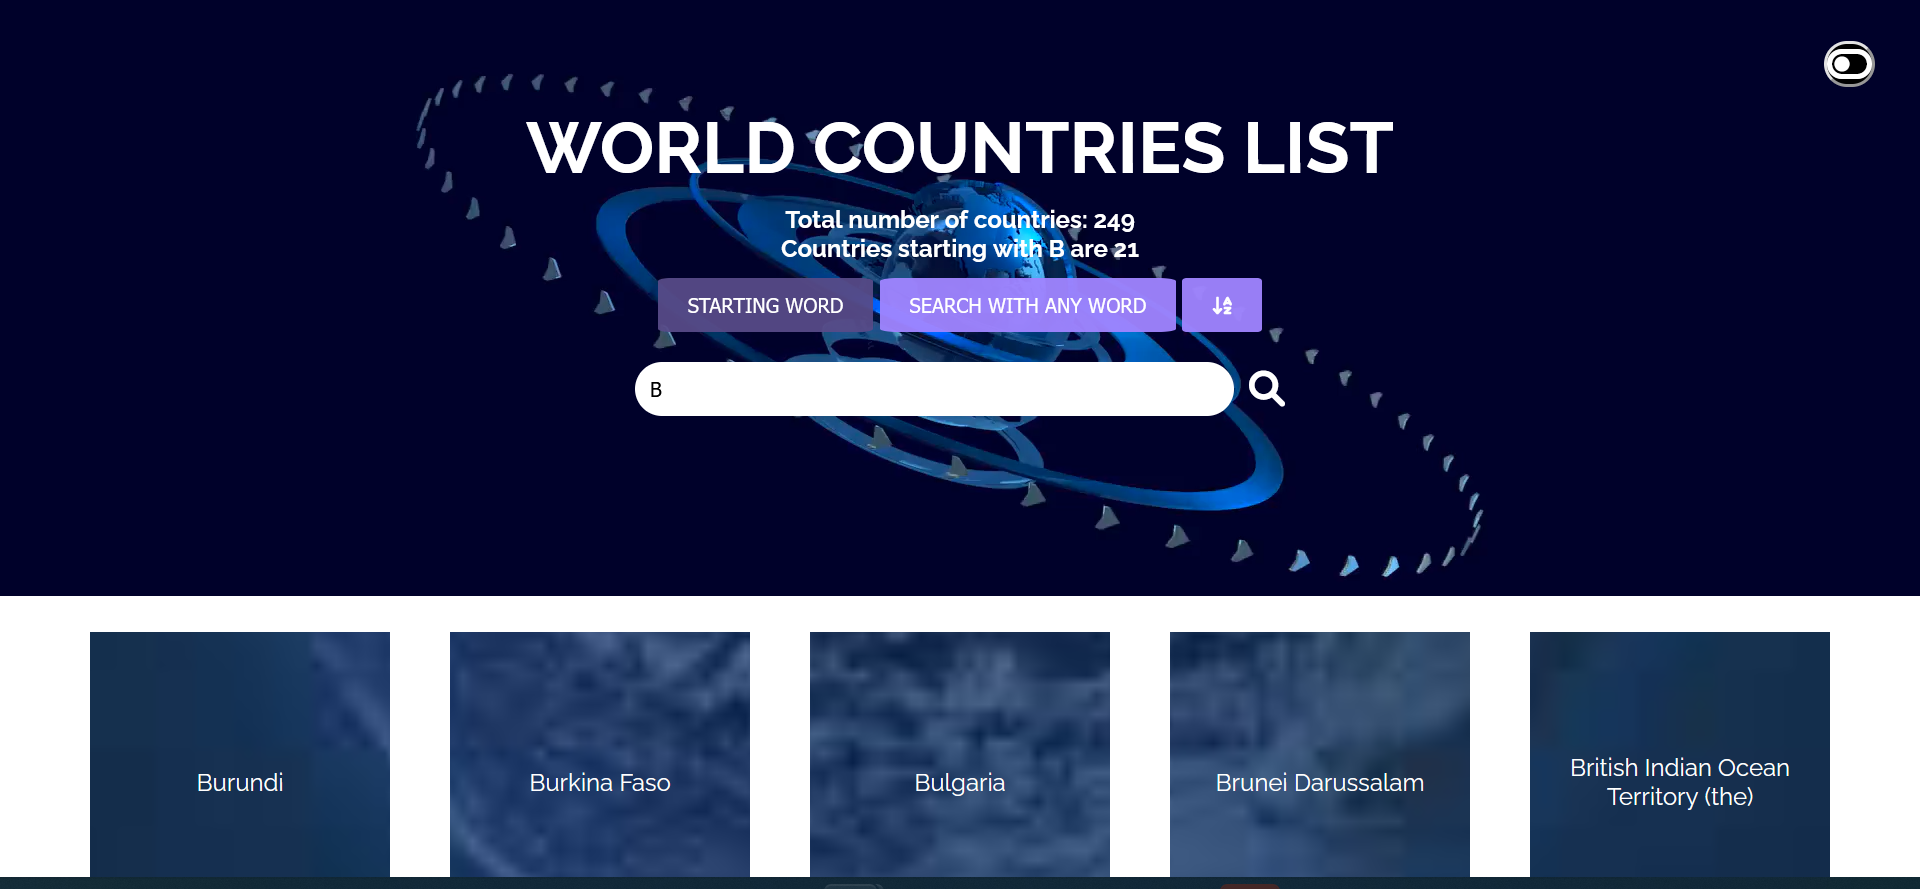 WORLD COUNTRIES LIST
Total number of countries: 249
Countries starting with B are 21
STARTING WORD
SEARCH WITH ANY WORD
B
Burundi
Burkina Faso
Bulgaria
Brunei Darussalam
British Indian Ocean
Territory (the)